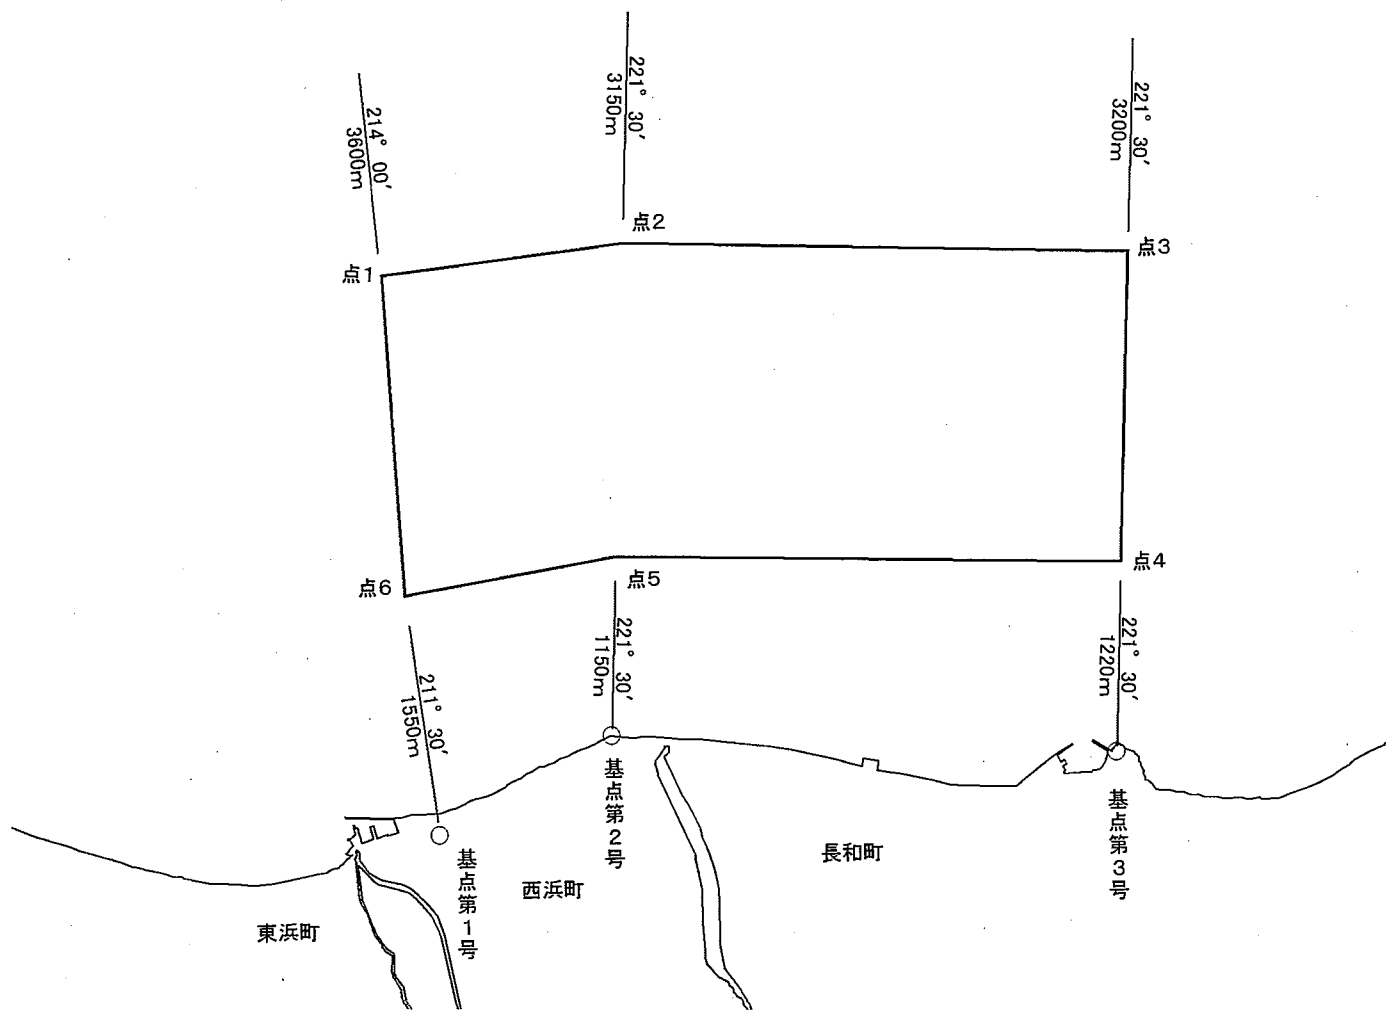 221° 30′
3150m
221° 30′
3200m
214° 00′
3600m
点2
点3
点1
点6
点5
点4
211° 30′
1550m
221° 30′
1150m
221° 30′
1220m
基点第2号
基点第3号
基点第1号
長和町
西浜町
東浜町